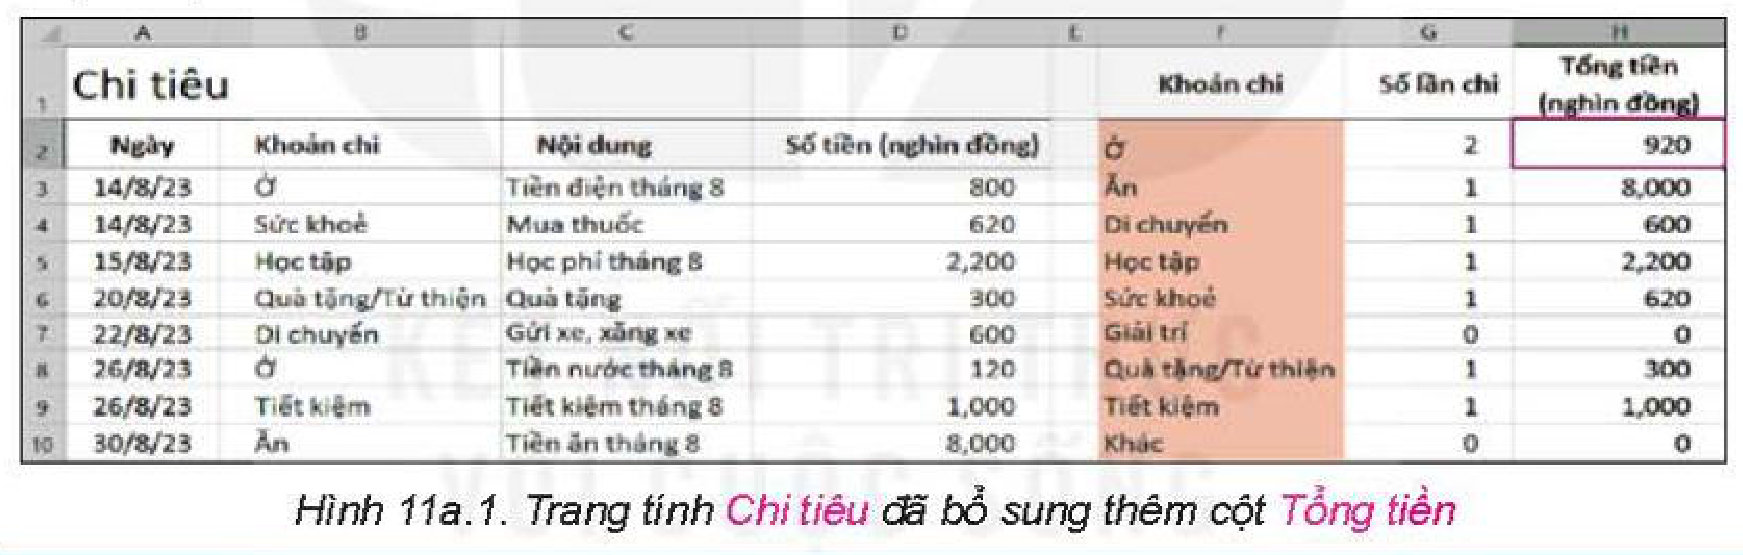 A B C D E F G H
1 Chi tiêu Khoản chi Số lần chi Tổng tiền (nghìn đồng)
2 Ngày Khoản chi Nội dung Số tiền (nghìn đồng) Ở 2 920
3 14/8/23 Ở Tiền điện tháng 8 800 Ăn 1 8,000
4 14/8/23 Sức khoẻ Mua thuốc 620 Di chuyển 1 600
5 15/8/23 Học tập Học phí tháng 8 2,200 Học tập 1 2,200
6 20/8/23 Quà tặng/Từ thiện Quà tặng 300 Sức khoẻ 1 620
7 22/8/23 Di chuyển Gửi xe, xăng xe 600 Giải trí 0 0
8 26/8/23 Ở Tiền nước tháng 8 120 Quà tặng/Từ thiện 1 300
9 26/8/23 Tiết kiệm Tiết kiệm tháng 8 1,000 Tiết kiệm 1 1,000
10 30/8/23 Ăn Tiền ăn tháng 8 8,000 Khác 0 0
Hình 11a.1. Trang tính Chi tiêu đã bổ sung thêm cột Tổng tiền